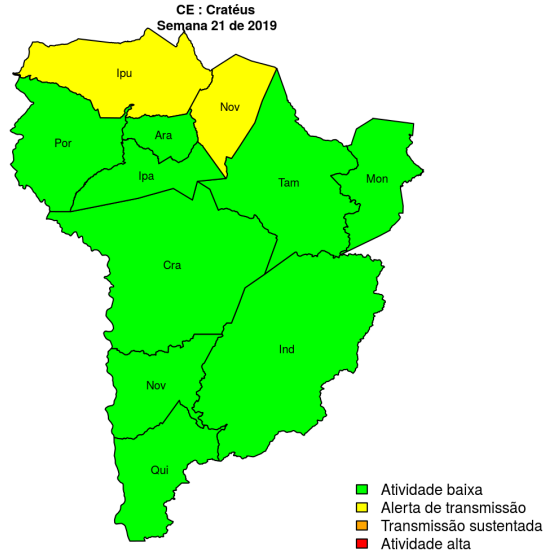 CE : Cratéus
Semana 21 de 2019
Ipu
Nov
Ara
Por
Ipa
Tam
Mon
Cra
Ind
Nov
Qui
Atividade baixa
Alerta de transmissão
Transmissão sustentada
Atividade alta